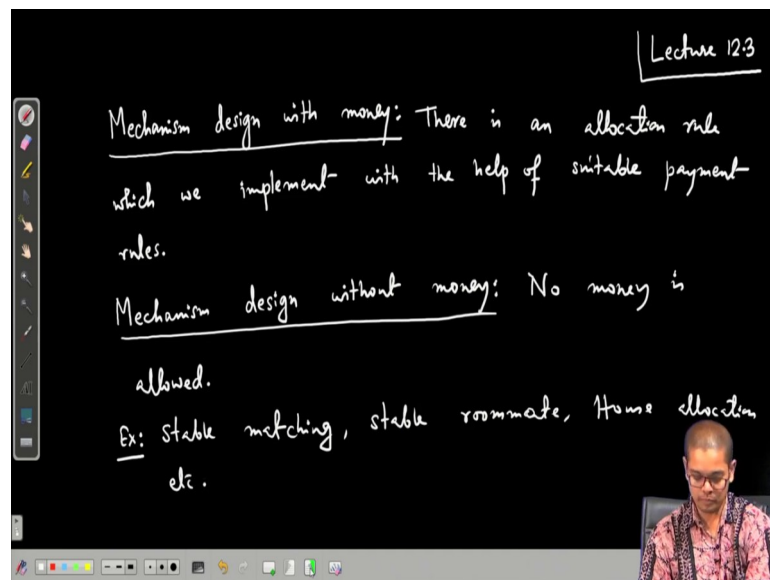 Lecture 12.3
Mechanism design with money: There is an allocation rule
which we implement with the help of suitable payment
rules.
Mechanism design without money: No money is
allowed.
Ex: Stable matching, stable roommate, House allocation
etc.